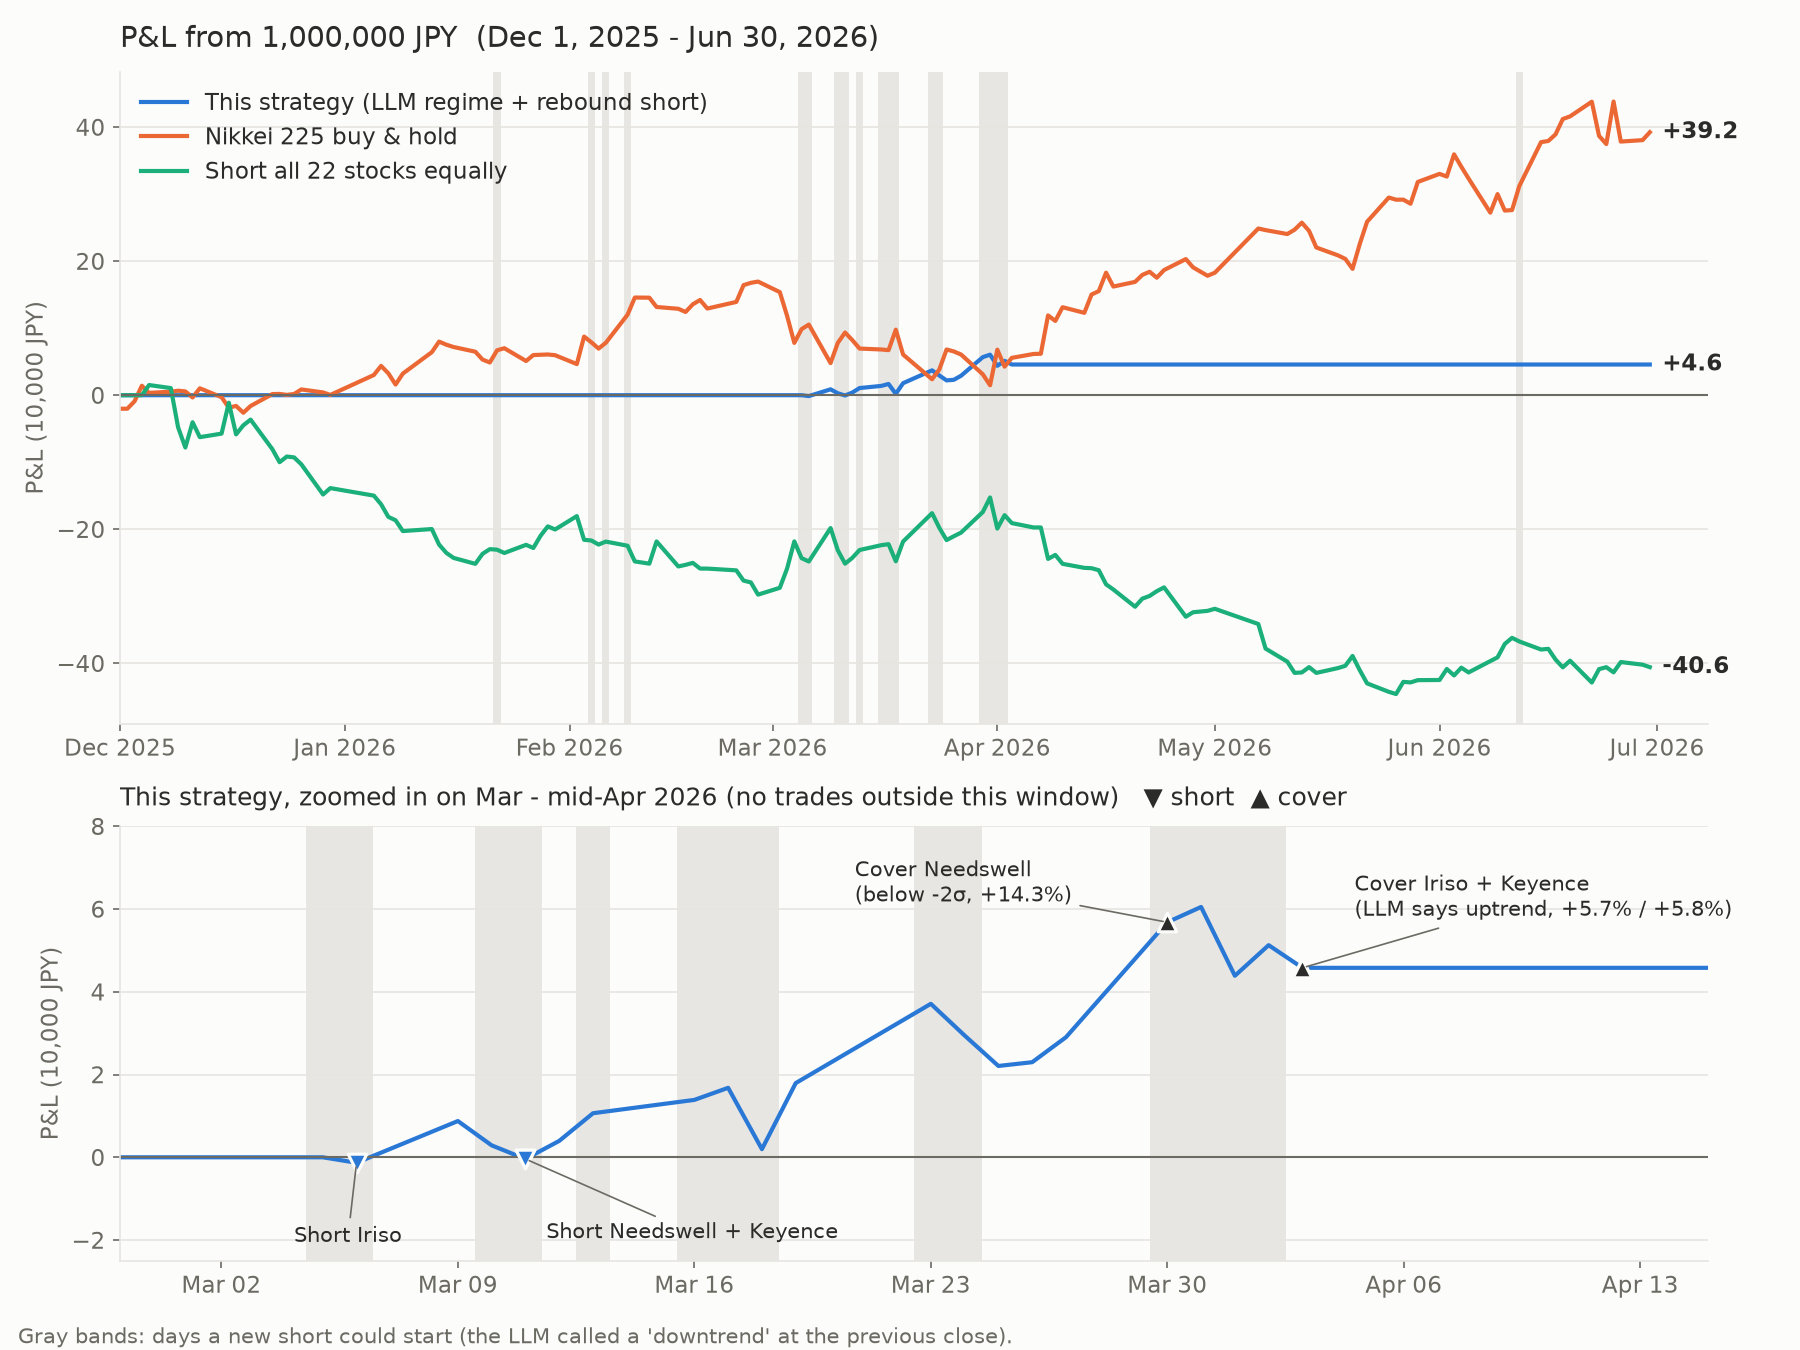 P&L from 1,000,000 JPY  (Dec 1, 2025 - Jun 30, 2026)
This strategy (LLM regime + rebound short)
Nikkei 225 buy & hold
Short all 22 stocks equally
P&L (10,000 JPY)
40
20
0
−20
−40
+39.2
+4.6
-40.6
Dec 2025
Jan 2026
Feb 2026
Mar 2026
Apr 2026
May 2026
Jun 2026
Jul 2026
This strategy, zoomed in on Mar - mid-Apr 2026 (no trades outside this window)   ▼ short  ▲ cover
P&L (10,000 JPY)
8
6
4
2
0
−2
Cover Needswell
(below -2σ, +14.3%)
Cover Iriso + Keyence
(LLM says uptrend, +5.7% / +5.8%)
Short Iriso
Short Needswell + Keyence
Mar 02
Mar 09
Mar 16
Mar 23
Mar 30
Apr 06
Apr 13
Gray bands: days a new short could start (the LLM called a 'downtrend' at the previous close).